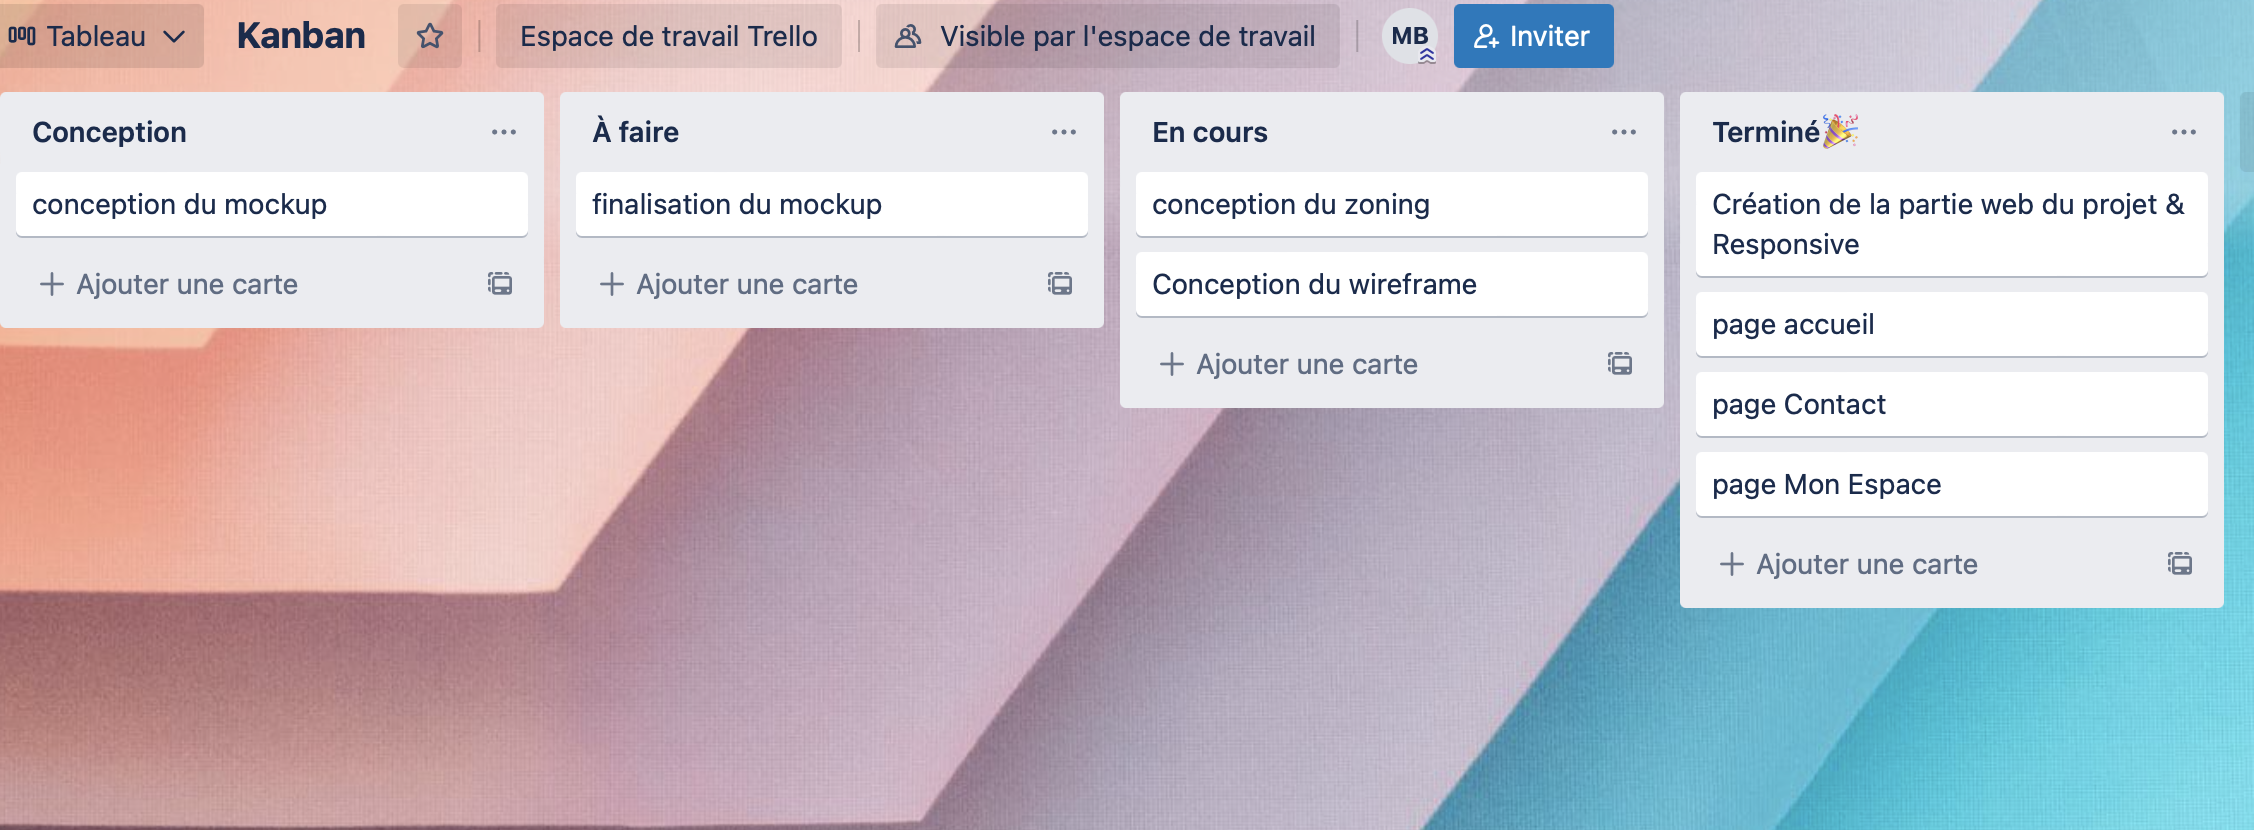 Tableau
Kanban
Espace de travail Trello
Visible par l'espace de travail
MB
Inviter
Conception
conception du mockup
Ajouter une carte
À faire
finalisation du mockup
Ajouter une carte
En cours
conception du zoning
Conception du wireframe
Ajouter une carte
Terminé🎉
Création de la partie web du projet &
Responsive
page accueil
page Contact
page Mon Espace
Ajouter une carte